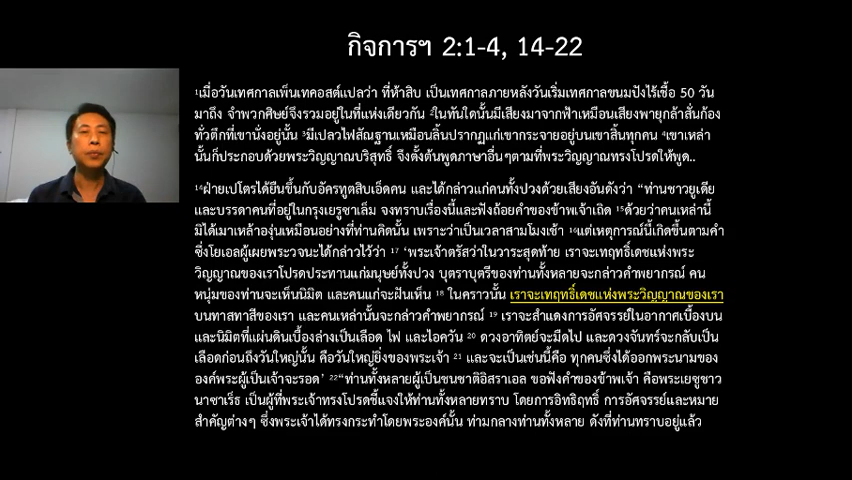 กิจการฯ 2:1-4, 14-22
¹เมื่อวันเทศกาลเพ็นเทคอสต์แปลว่า ที่ห้าสิบ เป็นเทศกาลภายหลังวันเริ่มเทศกาลขนมปังไร้เชื้อ 50 วัน
มาถึง จำพวกศิษย์จึงรวมอยู่ในที่แห่งเดียวกัน ²ในทันใดนั้นมีเสียงมาจากฟ้าเหมือนเสียงพายุกล้าสั่นก้อง
ทั่วตึกที่เขานั่งอยู่นั้น ³มีเปลวไฟสัณฐานเหมือนลิ้นปรากฏแก่เขากระจายอยู่บนเขาสิ้นทุกคน ⁴เขาเหล่า
นั้นก็ประกอบด้วยพระวิญญาณบริสุทธิ์ จึงตั้งต้นพูดภาษาอื่นๆตามที่พระวิญญาณทรงโปรดให้พูด..
¹⁴ฝ่ายเปโตรได้ยืนขึ้นกับอัครทูตสิบเอ็ดคน และได้กล่าวแก่คนทั้งปวงด้วยเสียงอันดังว่า “ท่านชาวยูเดีย
และบรรดาคนที่อยู่ในกรุงเยรูซาเล็ม จงทราบเรื่องนี้และฟังถ้อยคำของข้าพเจ้าเถิด ¹⁵ด้วยว่าคนเหล่านี้
มิได้เมาเหล้าองุ่นเหมือนอย่างที่ท่านคิดนั้น เพราะว่าเป็นเวลาสามโมงเช้า ¹⁶แต่เหตุการณ์นี้เกิดขึ้นตามคำ
ซึ่งโยเอลผู้เผยพระวจนะได้กล่าวไว้ว่า ¹⁷ ‘พระเจ้าตรัสว่าในวาระสุดท้าย เราจะเทฤทธิ์เดชแห่งพระ
วิญญาณของเราโปรดประทานแก่มนุษย์ทั้งปวง บุตราบุตรีของท่านทั้งหลายจะกล่าวคำพยากรณ์ คน
หนุ่มของท่านจะเห็นนิมิต และคนแก่จะฝันเห็น ¹⁸ ในคราวนั้น เราจะเทฤทธิ์เดชแห่งพระวิญญาณของเรา
บนทาสทาสีของเรา และคนเหล่านั้นจะกล่าวคำพยากรณ์ ¹⁹ เราจะสำแดงการอัศจรรย์ในอากาศเบื้องบน
และนิมิตที่แผ่นดินเบื้องล่างเป็นเลือด ไฟ และไอควัน ²⁰ ดวงอาทิตย์จะมืดไป และดวงจันทร์จะกลับเป็น
เลือดก่อนถึงวันใหญ่นั้น คือวันใหญ่ยิ่งของพระเจ้า ²¹ และจะเป็นเช่นนี้คือ ทุกคนซึ่งได้ออกพระนามของ
องค์พระผู้เป็นเจ้าจะรอด’ ²²“ท่านทั้งหลายผู้เป็นชนชาติอิสราเอล ขอฟังคำของข้าพเจ้า คือพระเยซูชาว
นาซาเร็ธ เป็นผู้ที่พระเจ้าทรงโปรดชี้แจงให้ท่านทั้งหลายทราบ โดยการอิทธิฤทธิ์ การอัศจรรย์และหมาย
สำคัญต่างๆ ซึ่งพระเจ้าได้ทรงกระทำโดยพระองค์นั้น ท่ามกลางท่านทั้งหลาย ดังที่ท่านทราบอยู่แล้ว